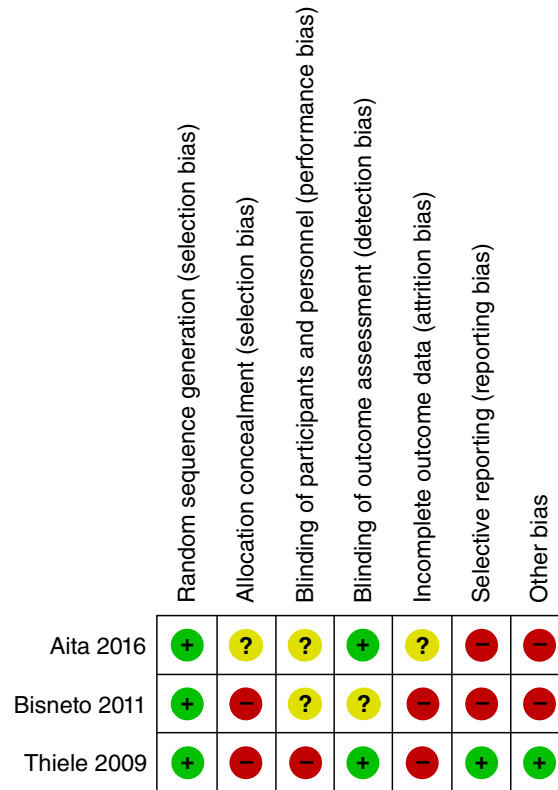 Random sequence generation (selection bias)
Allocation concealment (selection bias)
Blinding of participants and personnel (performance bias)
Blinding of outcome assessment (detection bias)
Incomplete outcome data (attrition bias)
Selective reporting (reporting bias)
Other bias
Aita 2016 + ? ? + ? − −
Bisneto 2011 + − ? ? − − −
Thiele 2009 + − − + − + +